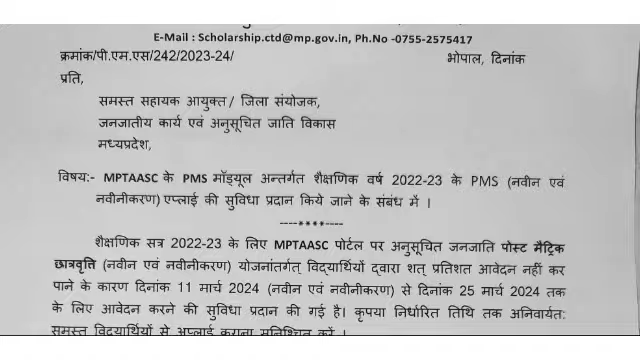 E-Mail : Scholarship.ctd@mp.gov.in, Ph.No -0755-2575417
क्रमांक/पी.एम.एस/242/2023-24/ भोपाल, दिनांक
प्रति,
समस्त सहायक आयुक्त/ जिला संयोजक,
जनजातीय कार्य एवं अनुसूचित जाति विकास
मध्यप्रदेश,
विषय:- MPTAASC के PMS मॉड्यूल अन्तर्गत शैक्षणिक वर्ष 2022-23 के PMS (नवीन एवं
नवीनीकरण) एप्लाई की सुविधा प्रदान किये जाने के संबंध में ।
----****----
शैक्षणिक सत्र 2022-23 के लिए MPTAASC पोर्टल पर अनुसूचित जनजाति पोस्ट मैट्रिक
छात्रवृत्ति (नवीन एवं नवीनीकरण) योजनांतर्गत् विद्यार्थियों द्वारा शत् प्रतिशत आवेदन नहीं कर
पाने के कारण दिनांक 11 मार्च 2024 (नवीन एवं नवीनीकरण) से दिनांक 25 मार्च 2024 तक
के लिए आवेदन करने की सुविधा प्रदान की गई है। कृपया निर्धारित तिथि तक अनिवार्यत:
समस्त विद्यार्थियों से अप्लाई कराना सुनिश्चित करें ।